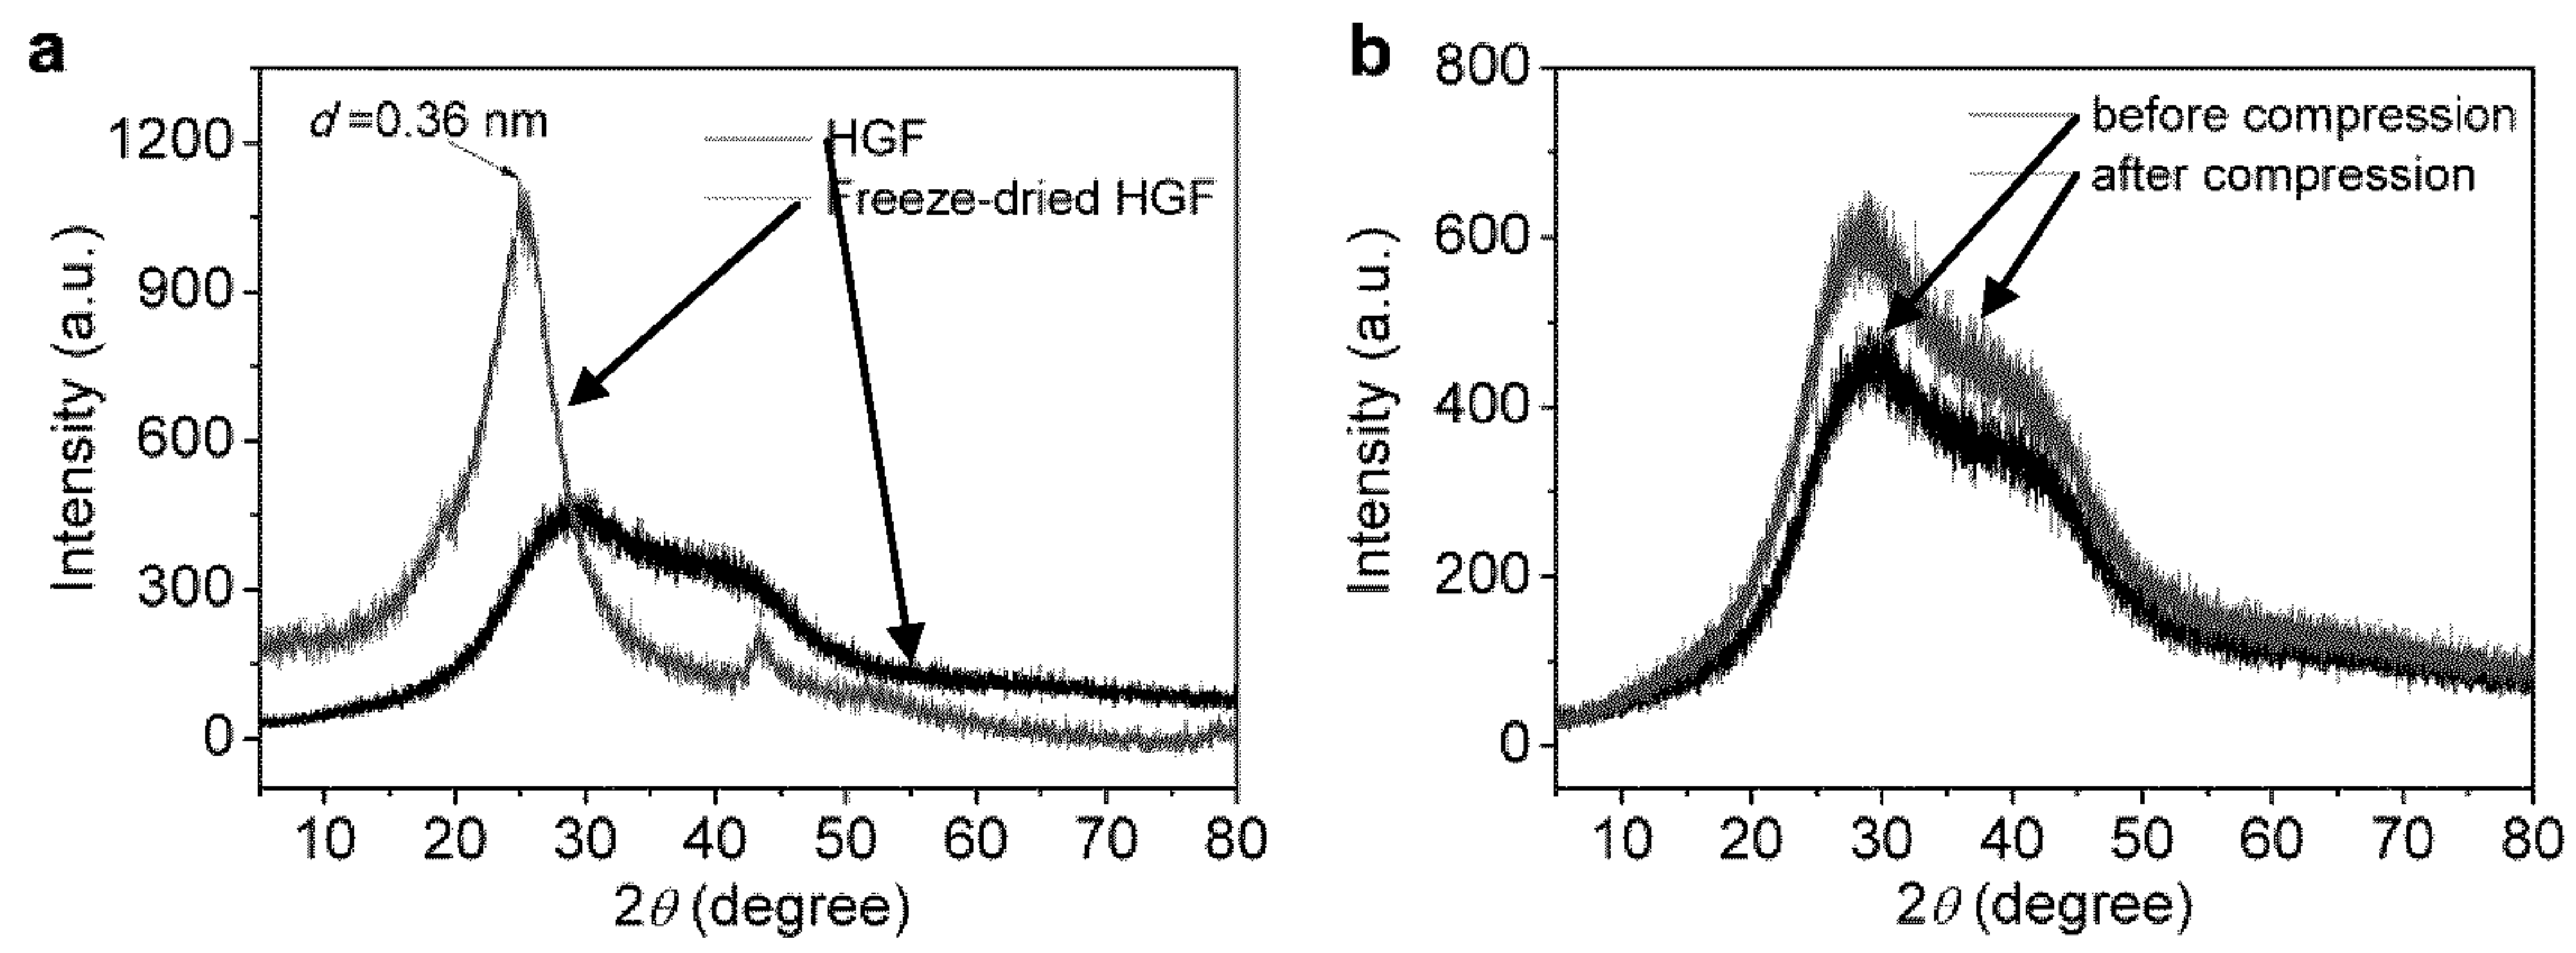 a
d=0.36 nm
HGF
Freeze-dried HGF
1200
900
600
300
0
Intensity (a.u.)
10 20 30 40 50 60 70 80
2θ (degree)
b
before compression
after compression
800
600
400
200
0
Intensity (a.u.)
10 20 30 40 50 60 70 80
2θ (degree)